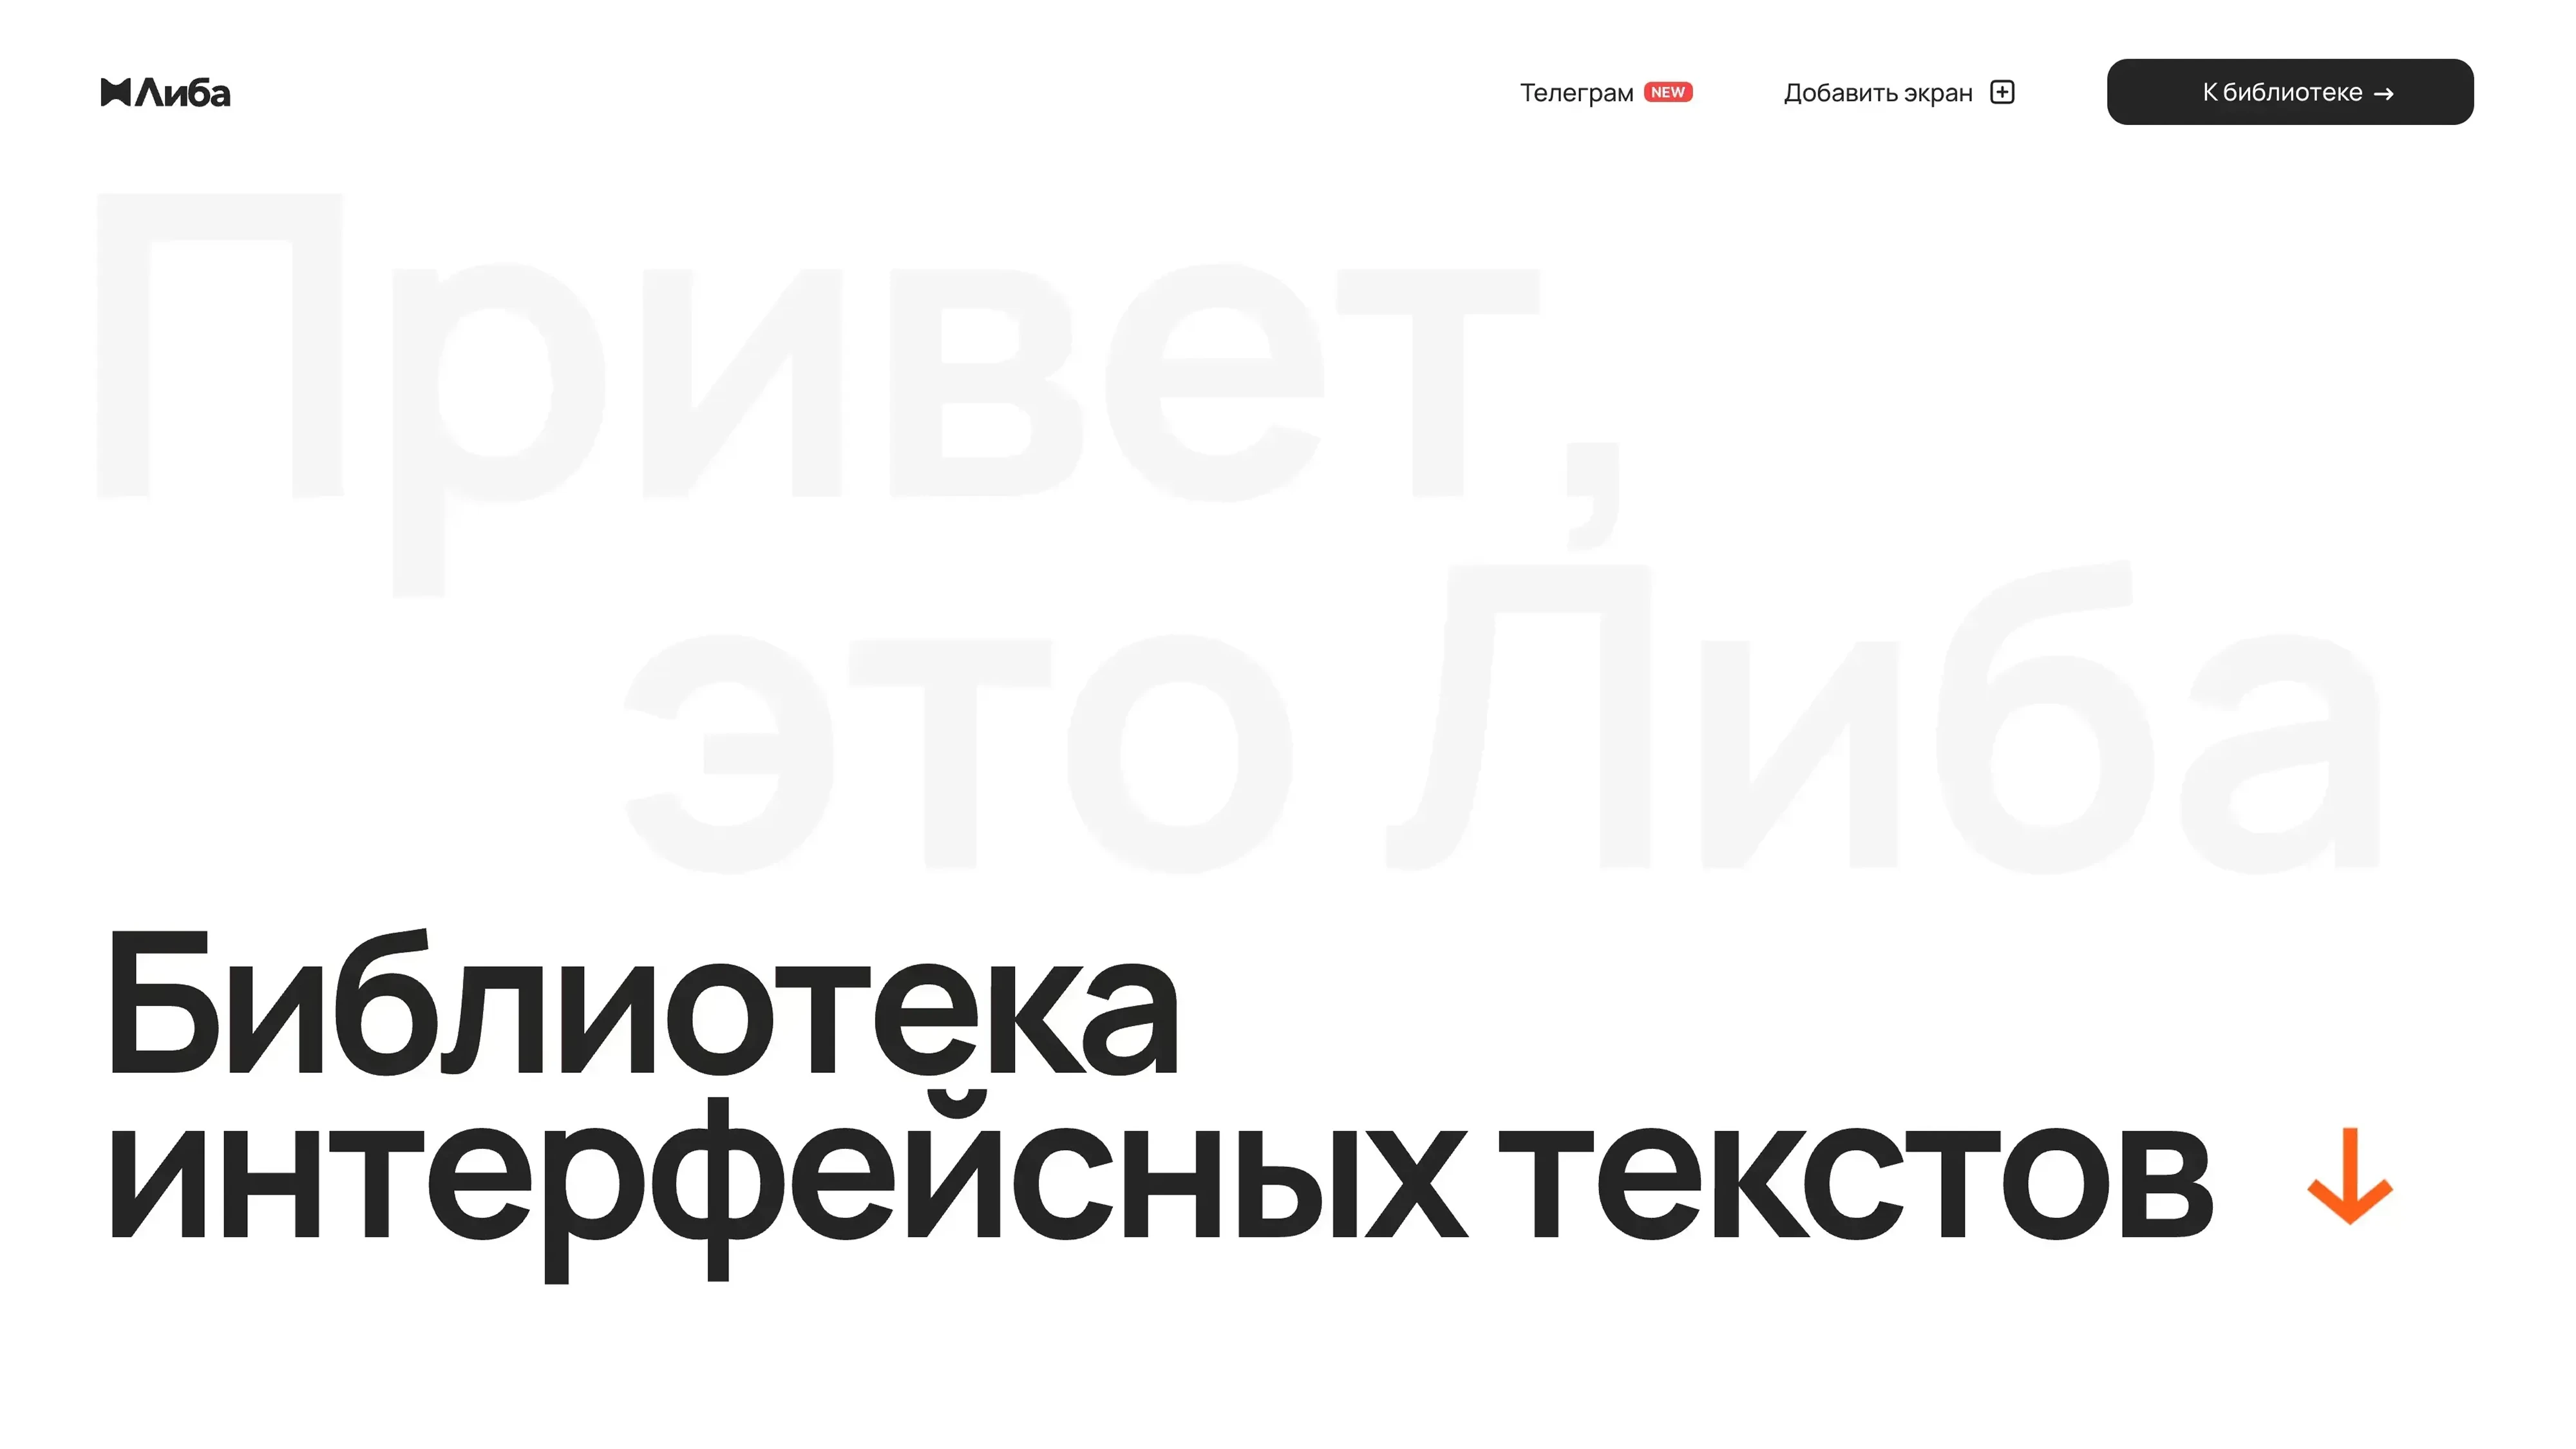 Либа
Телеграм NEW
Добавить экран
К библиотеке →
Привет,
это Либа
Библиотека
интерфейсных текстов ↓